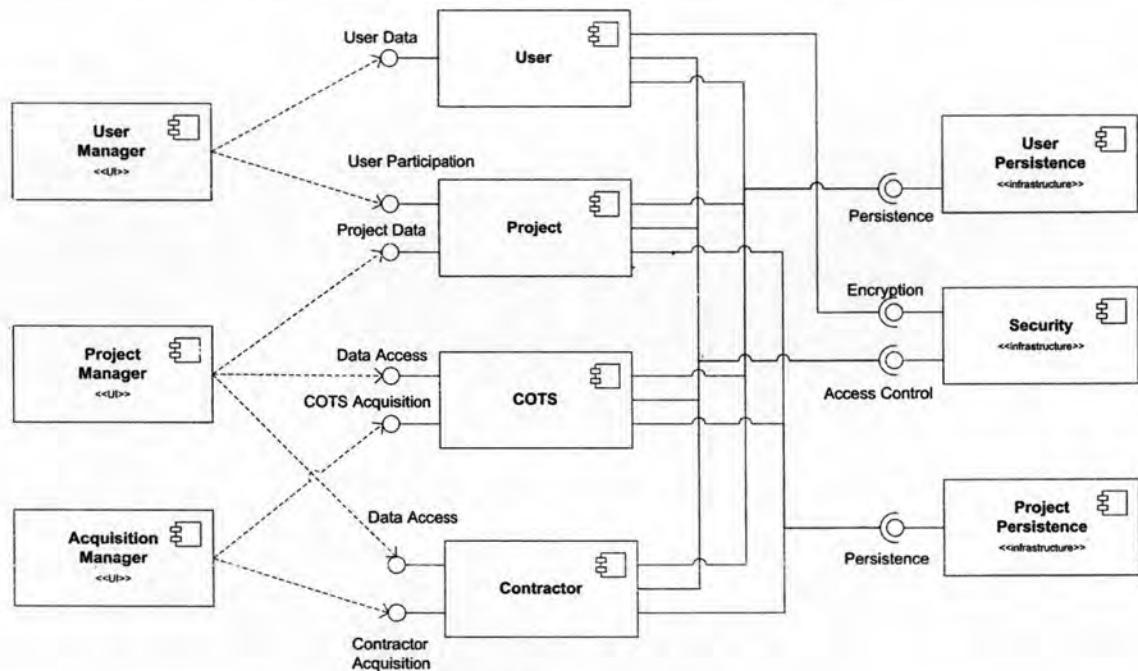 User Data
User
User
Manager
<<UI>>
User
Persistence
<<infrastructure>>
User Participation
Project
Project Data
Persistence
Encryption
Project
Manager
<<UI>>
Data Access
COTS Acquisition
COTS
Security
<<infrastructure>>
Access Control
Acquisition
Manager
<<UI>>
Data Access
Contractor
Contractor
Acquisition
Project
Persistence
<<infrastructure>>
Persistence